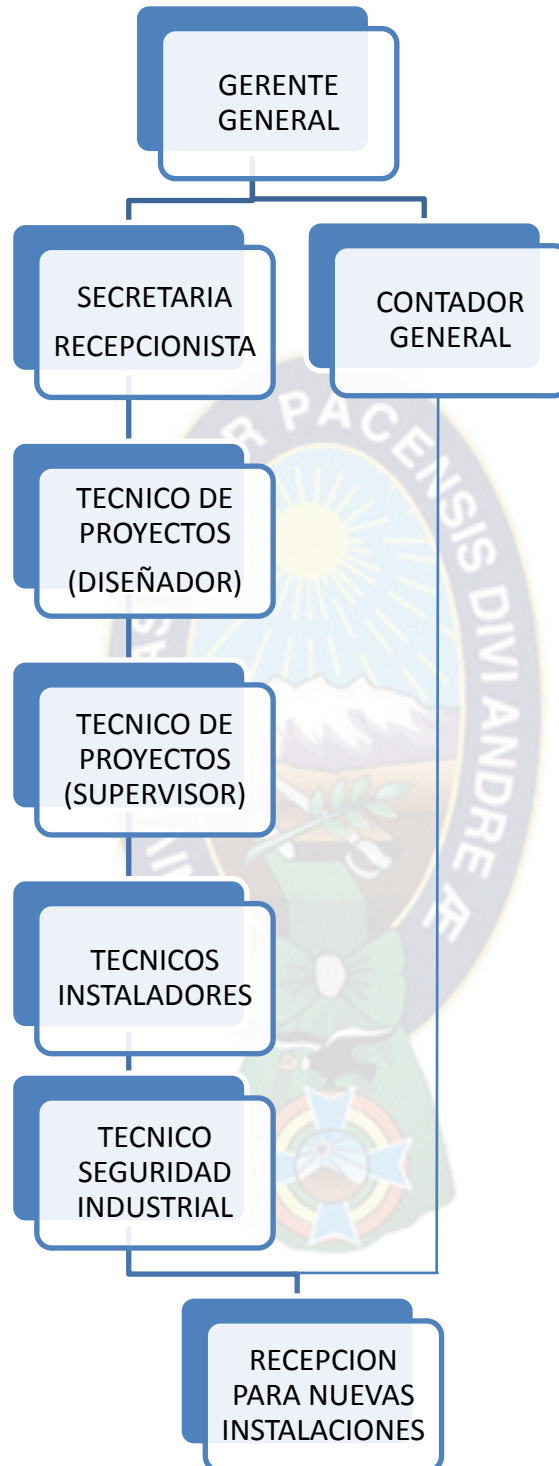 GERENTE
GENERAL
SECRETARIA
RECEPCIONISTA
CONTADOR
GENERAL
TECNICO DE
PROYECTOS
(DISEÑADOR)
TECNICO DE
PROYECTOS
(SUPERVISOR)
TECNICOS
INSTALADORES
TECNICO
SEGURIDAD
INDUSTRIAL
RECEPCION
PARA NUEVAS
INSTALACIONES
PACENSIS DIVI ANDRE Æ